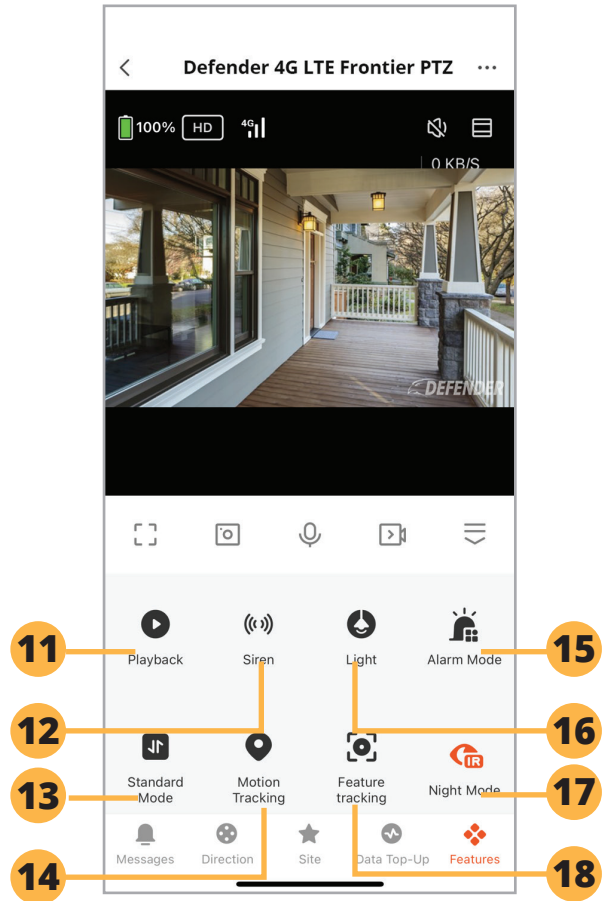 Defender 4G LTE Frontier PTZ
100% HD 4G
0 KB/S
DEFENDER
Playback Siren Light Alarm Mode
11 15
12 16
Standard Mode Motion Tracking Feature tracking Night Mode
13 17
Messages Direction Site Data Top-Up Features
14 18
IR